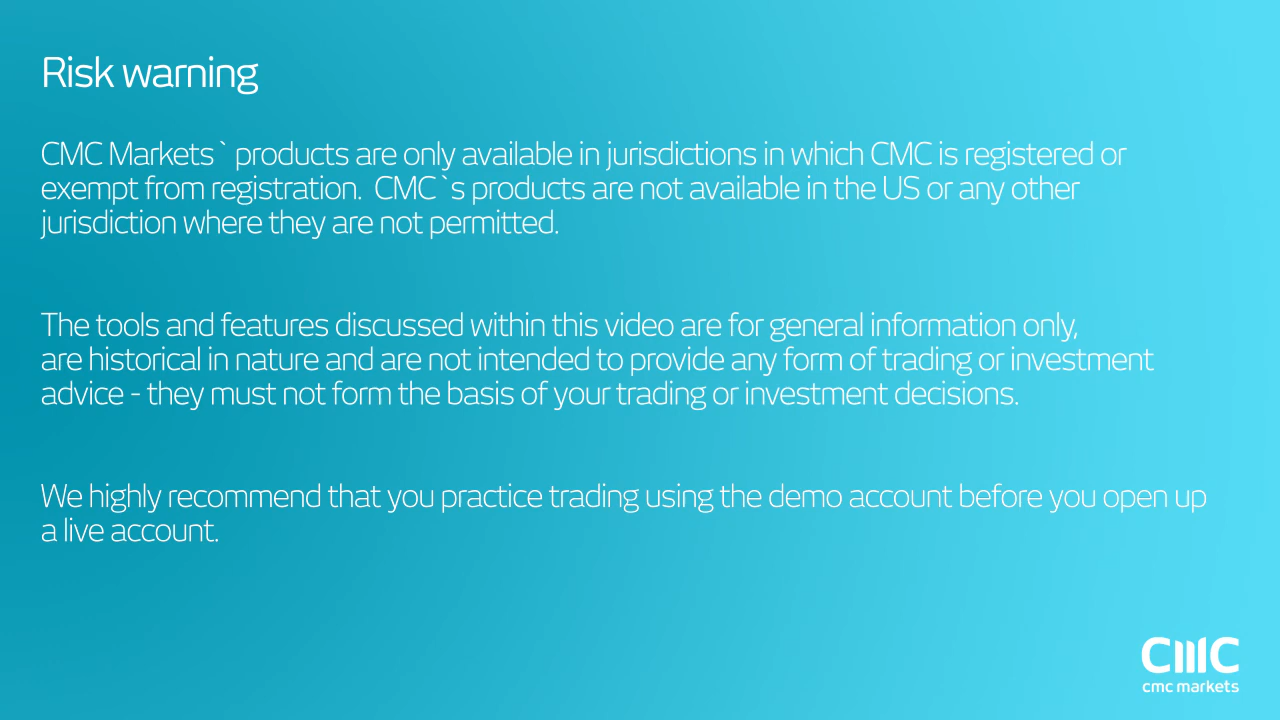 Risk warning
CMC Markets` products are only available in jurisdictions in which CMC is registered or
exempt from registration.  CMC`s products are not available in the US or any other
jurisdiction where they are not permitted.
The tools and features discussed within this video are for general information only,
are historical in nature and are not intended to provide any form of trading or investment
advice - they must not form the basis of your trading or investment decisions.
We highly recommend that you practice trading using the demo account before you open up
a live account.
CMC
cmc markets